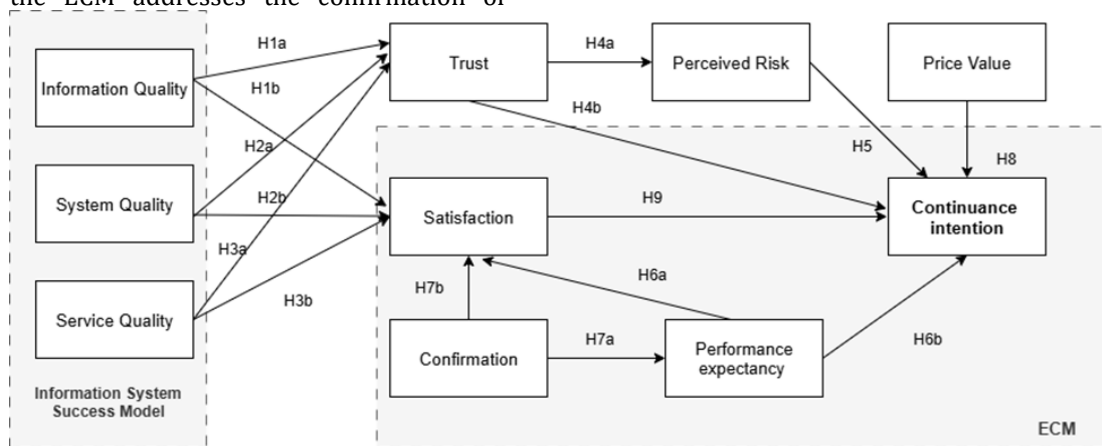 the ECM addresses the confirmation of
H1a
Trust
H4a
Perceived Risk
Price Value
Information Quality
H1b
H4b
H2a
H5
H8
System Quality
H2b
Satisfaction
H9
Continuance
intention
H3a
H7b
H6a
Service Quality
H3b
Confirmation
H7a
Performance
expectancy
H6b
Information System
Success Model
ECM